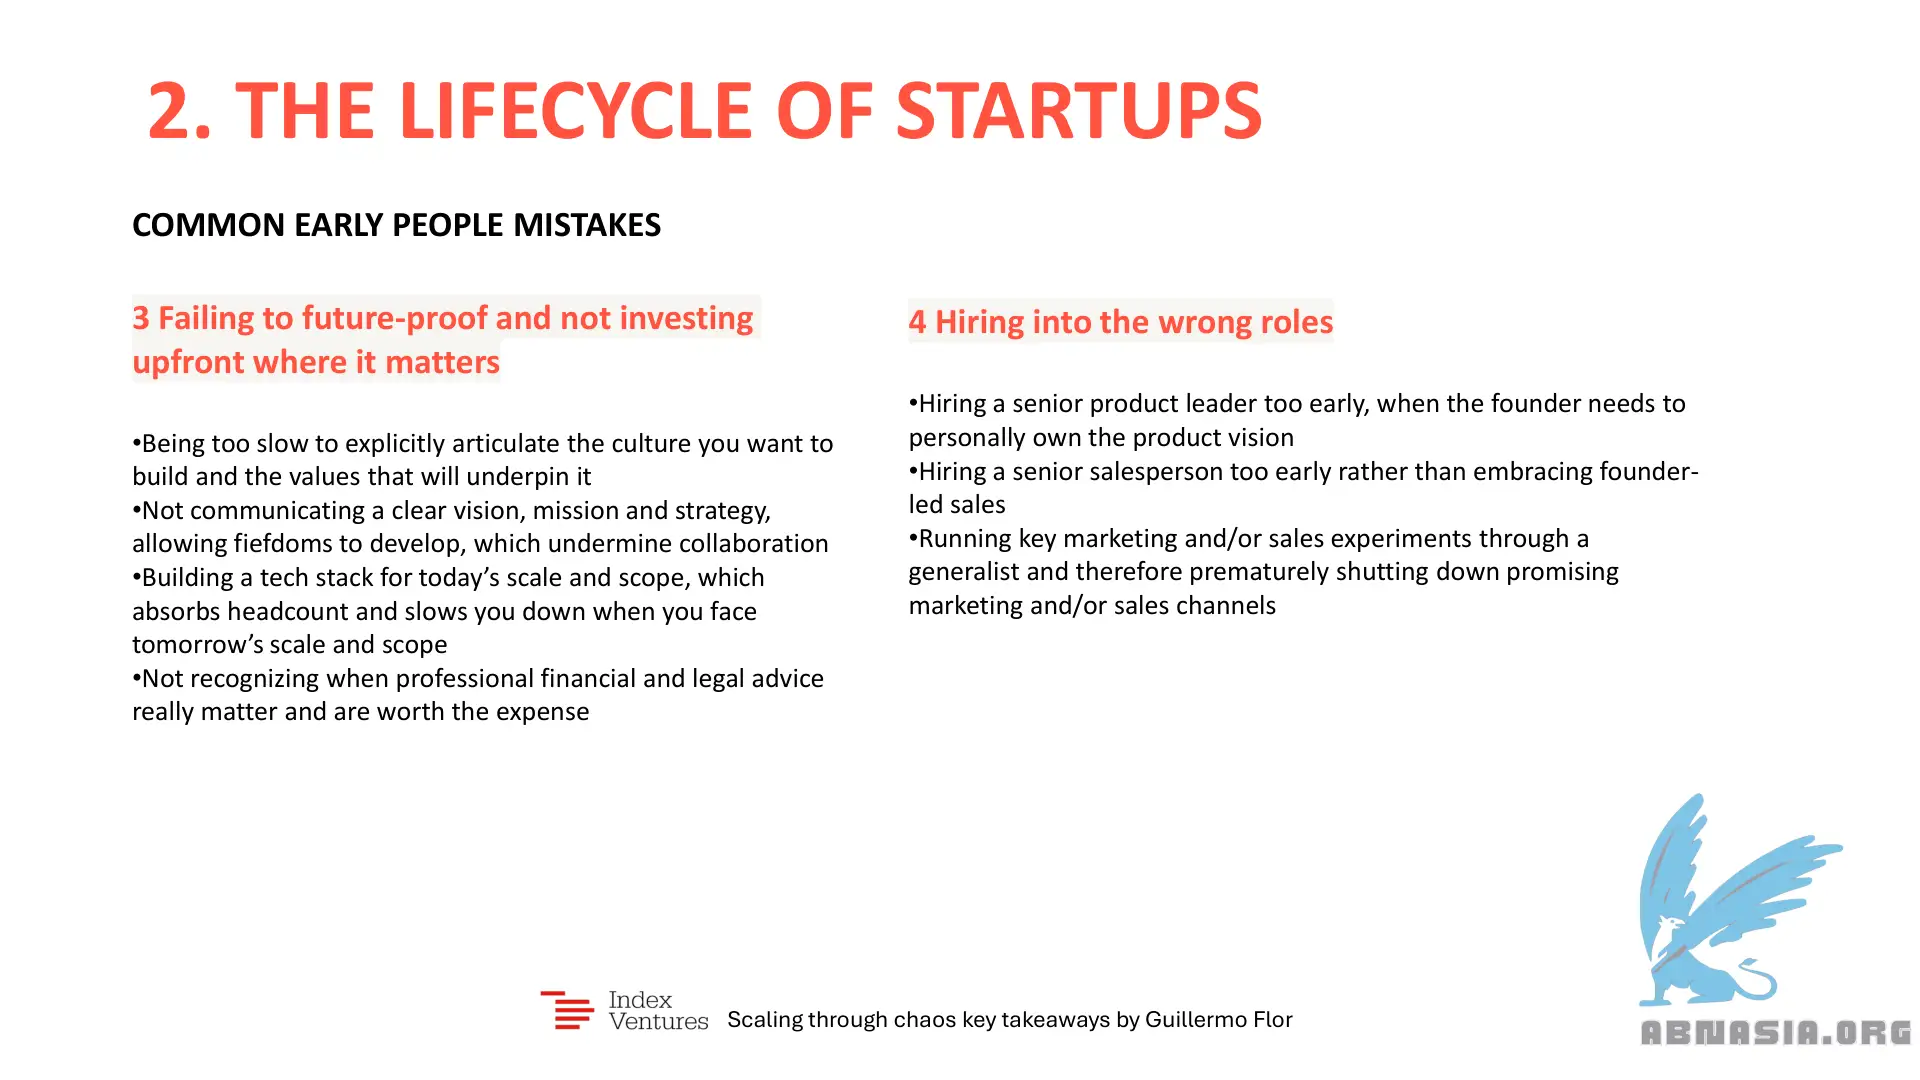 2. THE LIFECYCLE OF STARTUPS
COMMON EARLY PEOPLE MISTAKES
3 Failing to future-proof and not investing
upfront where it matters
•Being too slow to explicitly articulate the culture you want to
build and the values that will underpin it
•Not communicating a clear vision, mission and strategy,
allowing fiefdoms to develop, which undermine collaboration
•Building a tech stack for today’s scale and scope, which
absorbs headcount and slows you down when you face
tomorrow’s scale and scope
•Not recognizing when professional financial and legal advice
really matter and are worth the expense
4 Hiring into the wrong roles
•Hiring a senior product leader too early, when the founder needs to
personally own the product vision
•Hiring a senior salesperson too early rather than embracing founder-
led sales
•Running key marketing and/or sales experiments through a
generalist and therefore prematurely shutting down promising
marketing and/or sales channels
Index
Ventures
Scaling through chaos key takeaways by Guillermo Flor
ABNASIA.ORG